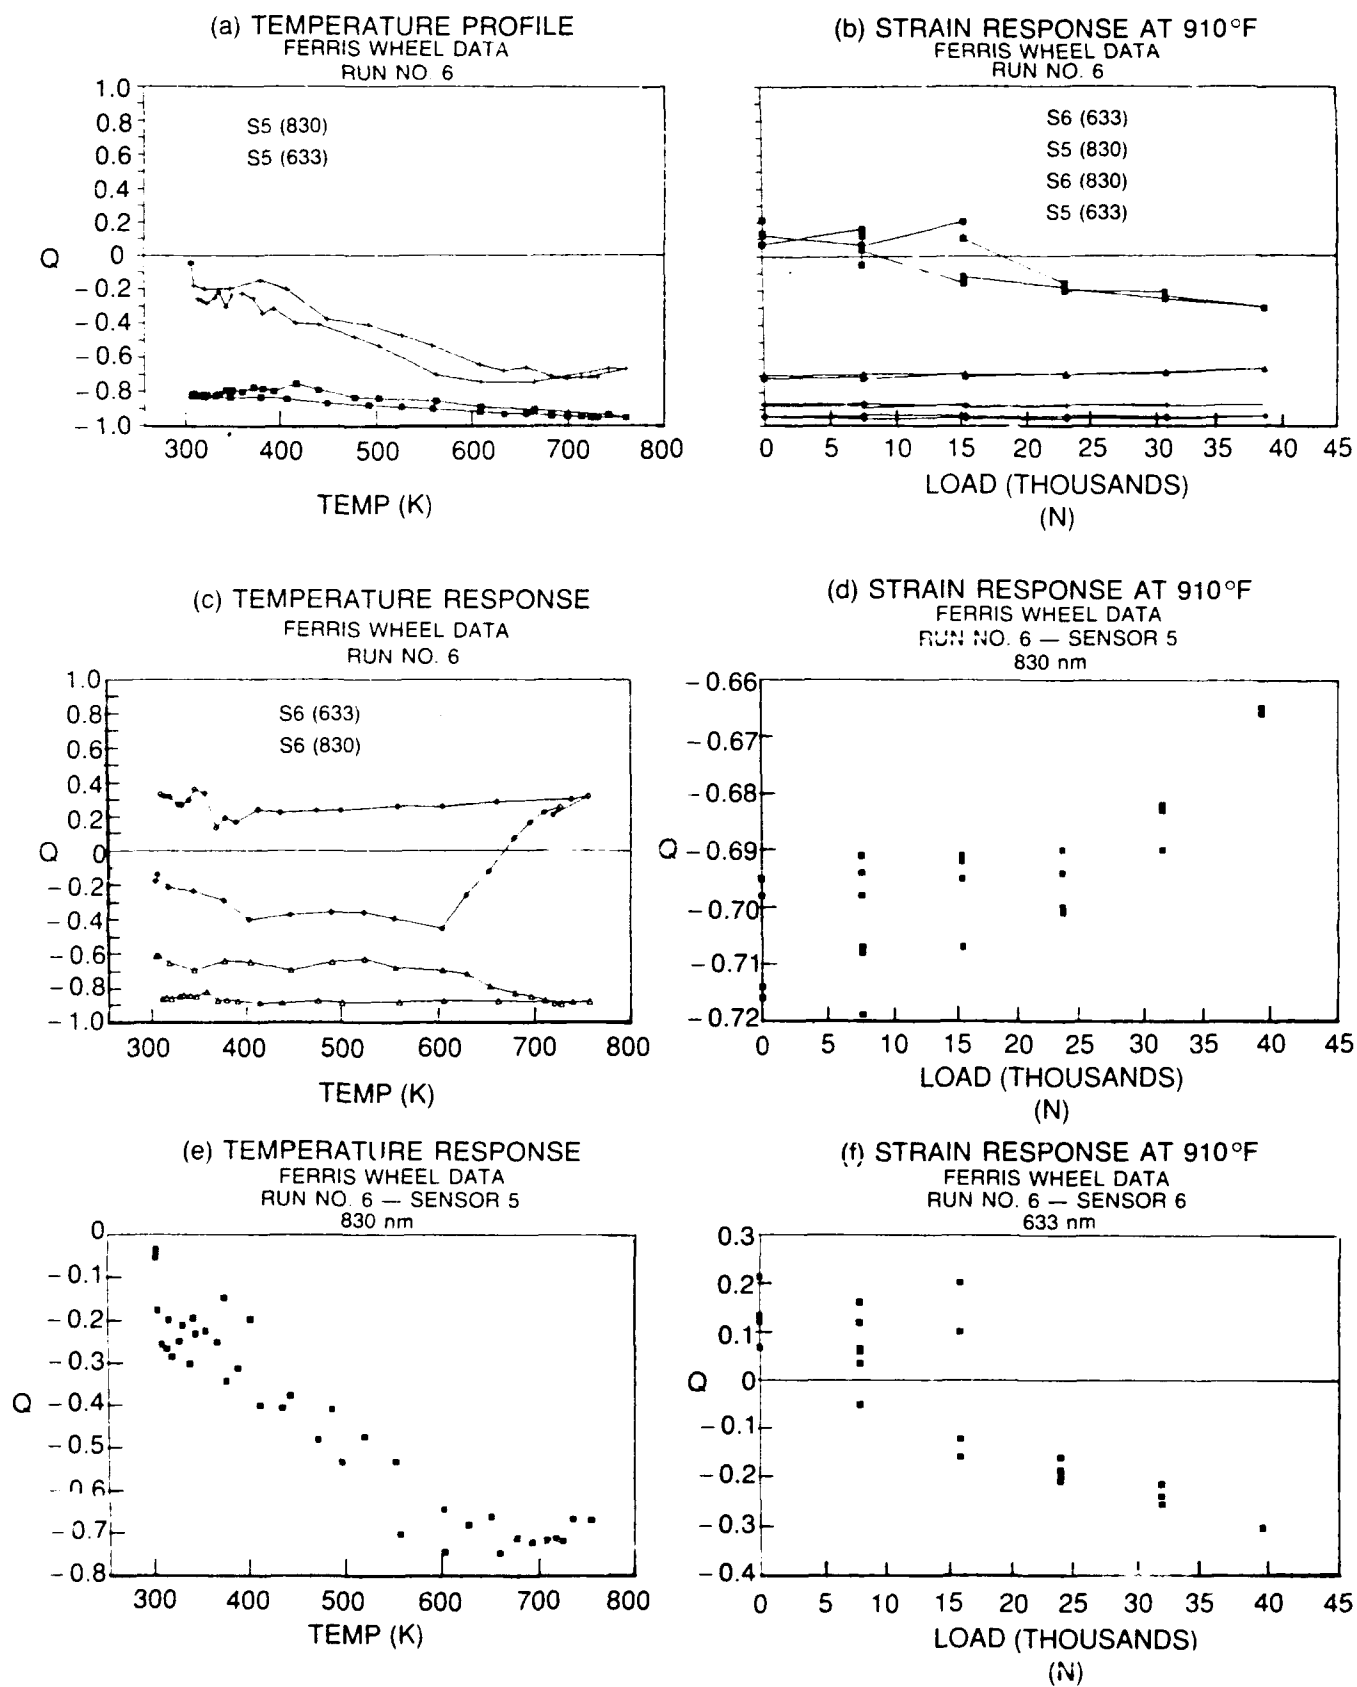 (a) TEMPERATURE PROFILE
FERRIS WHEEL DATA
RUN NO. 6
1.0
0.8
0.6
0.4
0.2
0
-0.2
-0.4
-0.6
-0.8
-1.0
Q
S5 (830)
S5 (633)
300 400 500 600 700 800
TEMP (K)
(b) STRAIN RESPONSE AT 910°F
FERRIS WHEEL DATA
RUN NO. 6
S6 (633)
S5 (830)
S6 (830)
S5 (633)
0 5 10 15 20 25 30 35 40 45
LOAD (THOUSANDS)
(N)
(c) TEMPERATURE RESPONSE
FERRIS WHEEL DATA
RUN NO. 6
1.0
0.8
0.6
0.4
0.2
0
-0.2
-0.4
-0.6
-0.8
-1.0
Q
S6 (633)
S6 (830)
300 400 500 600 700 800
TEMP (K)
(d) STRAIN RESPONSE AT 910°F
FERRIS WHEEL DATA
RUN NO. 6 — SENSOR 5
830 nm
-0.66
-0.67
-0.68
-0.69
-0.70
-0.71
-0.72
Q
0 5 10 15 20 25 30 35 40 45
LOAD (THOUSANDS)
(N)
(e) TEMPERATURE RESPONSE
FERRIS WHEEL DATA
RUN NO. 6 — SENSOR 5
830 nm
0
-0.1
-0.2
-0.3
-0.4
-0.5
-0.6
-0.7
-0.8
Q
300 400 500 600 700 800
TEMP (K)
(f) STRAIN RESPONSE AT 910°F
FERRIS WHEEL DATA
RUN NO. 6 — SENSOR 6
633 nm
0.3
0.2
0.1
0
-0.1
-0.2
-0.3
-0.4
Q
0 5 10 15 20 25 30 35 40 45
LOAD (THOUSANDS)
(N)